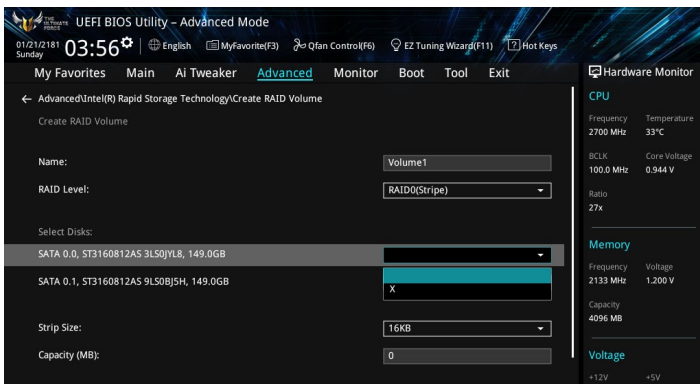 THE ULTIMATE FORCE UEFI BIOS Utility – Advanced Mode
01/21/2181 Sunday 03:56 English MyFavorite(F3) Qfan Control(F6) EZ Tuning Wizard(F11) ? Hot Keys
My Favorites Main Ai Tweaker Advanced Monitor Boot Tool Exit
Hardware Monitor
← Advanced\Intel(R) Rapid Storage Technology\Create RAID Volume
Create RAID Volume
Name: Volume1
RAID Level: RAID0(Stripe)
Select Disks:
SATA 0.0, ST3160812AS 3LS0JYL8, 149.0GB
SATA 0.1, ST3160812AS 9LS0BJ5H, 149.0GB
X
Strip Size: 16KB
Capacity (MB): 0
CPU
Frequency Temperature
2700 MHz 33°C
BCLK Core Voltage
100.0 MHz 0.944 V
Ratio
27x
Memory
Frequency Voltage
2133 MHz 1.200 V
Capacity
4096 MB
Voltage
+12V +5V